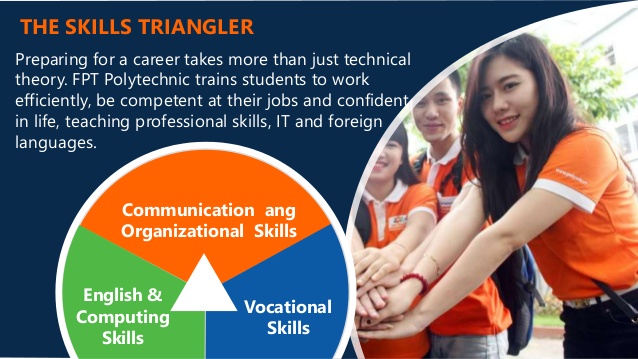 THE SKILLS TRIANGLER
Preparing for a career takes more than just technical
theory. FPT Polytechnic trains students to work
efficiently, be competent at their jobs and confident
in life, teaching professional skills, IT and foreign
languages.
Communication ang
Organizational Skills
English &
Computing
Skills
Vocational
Skills